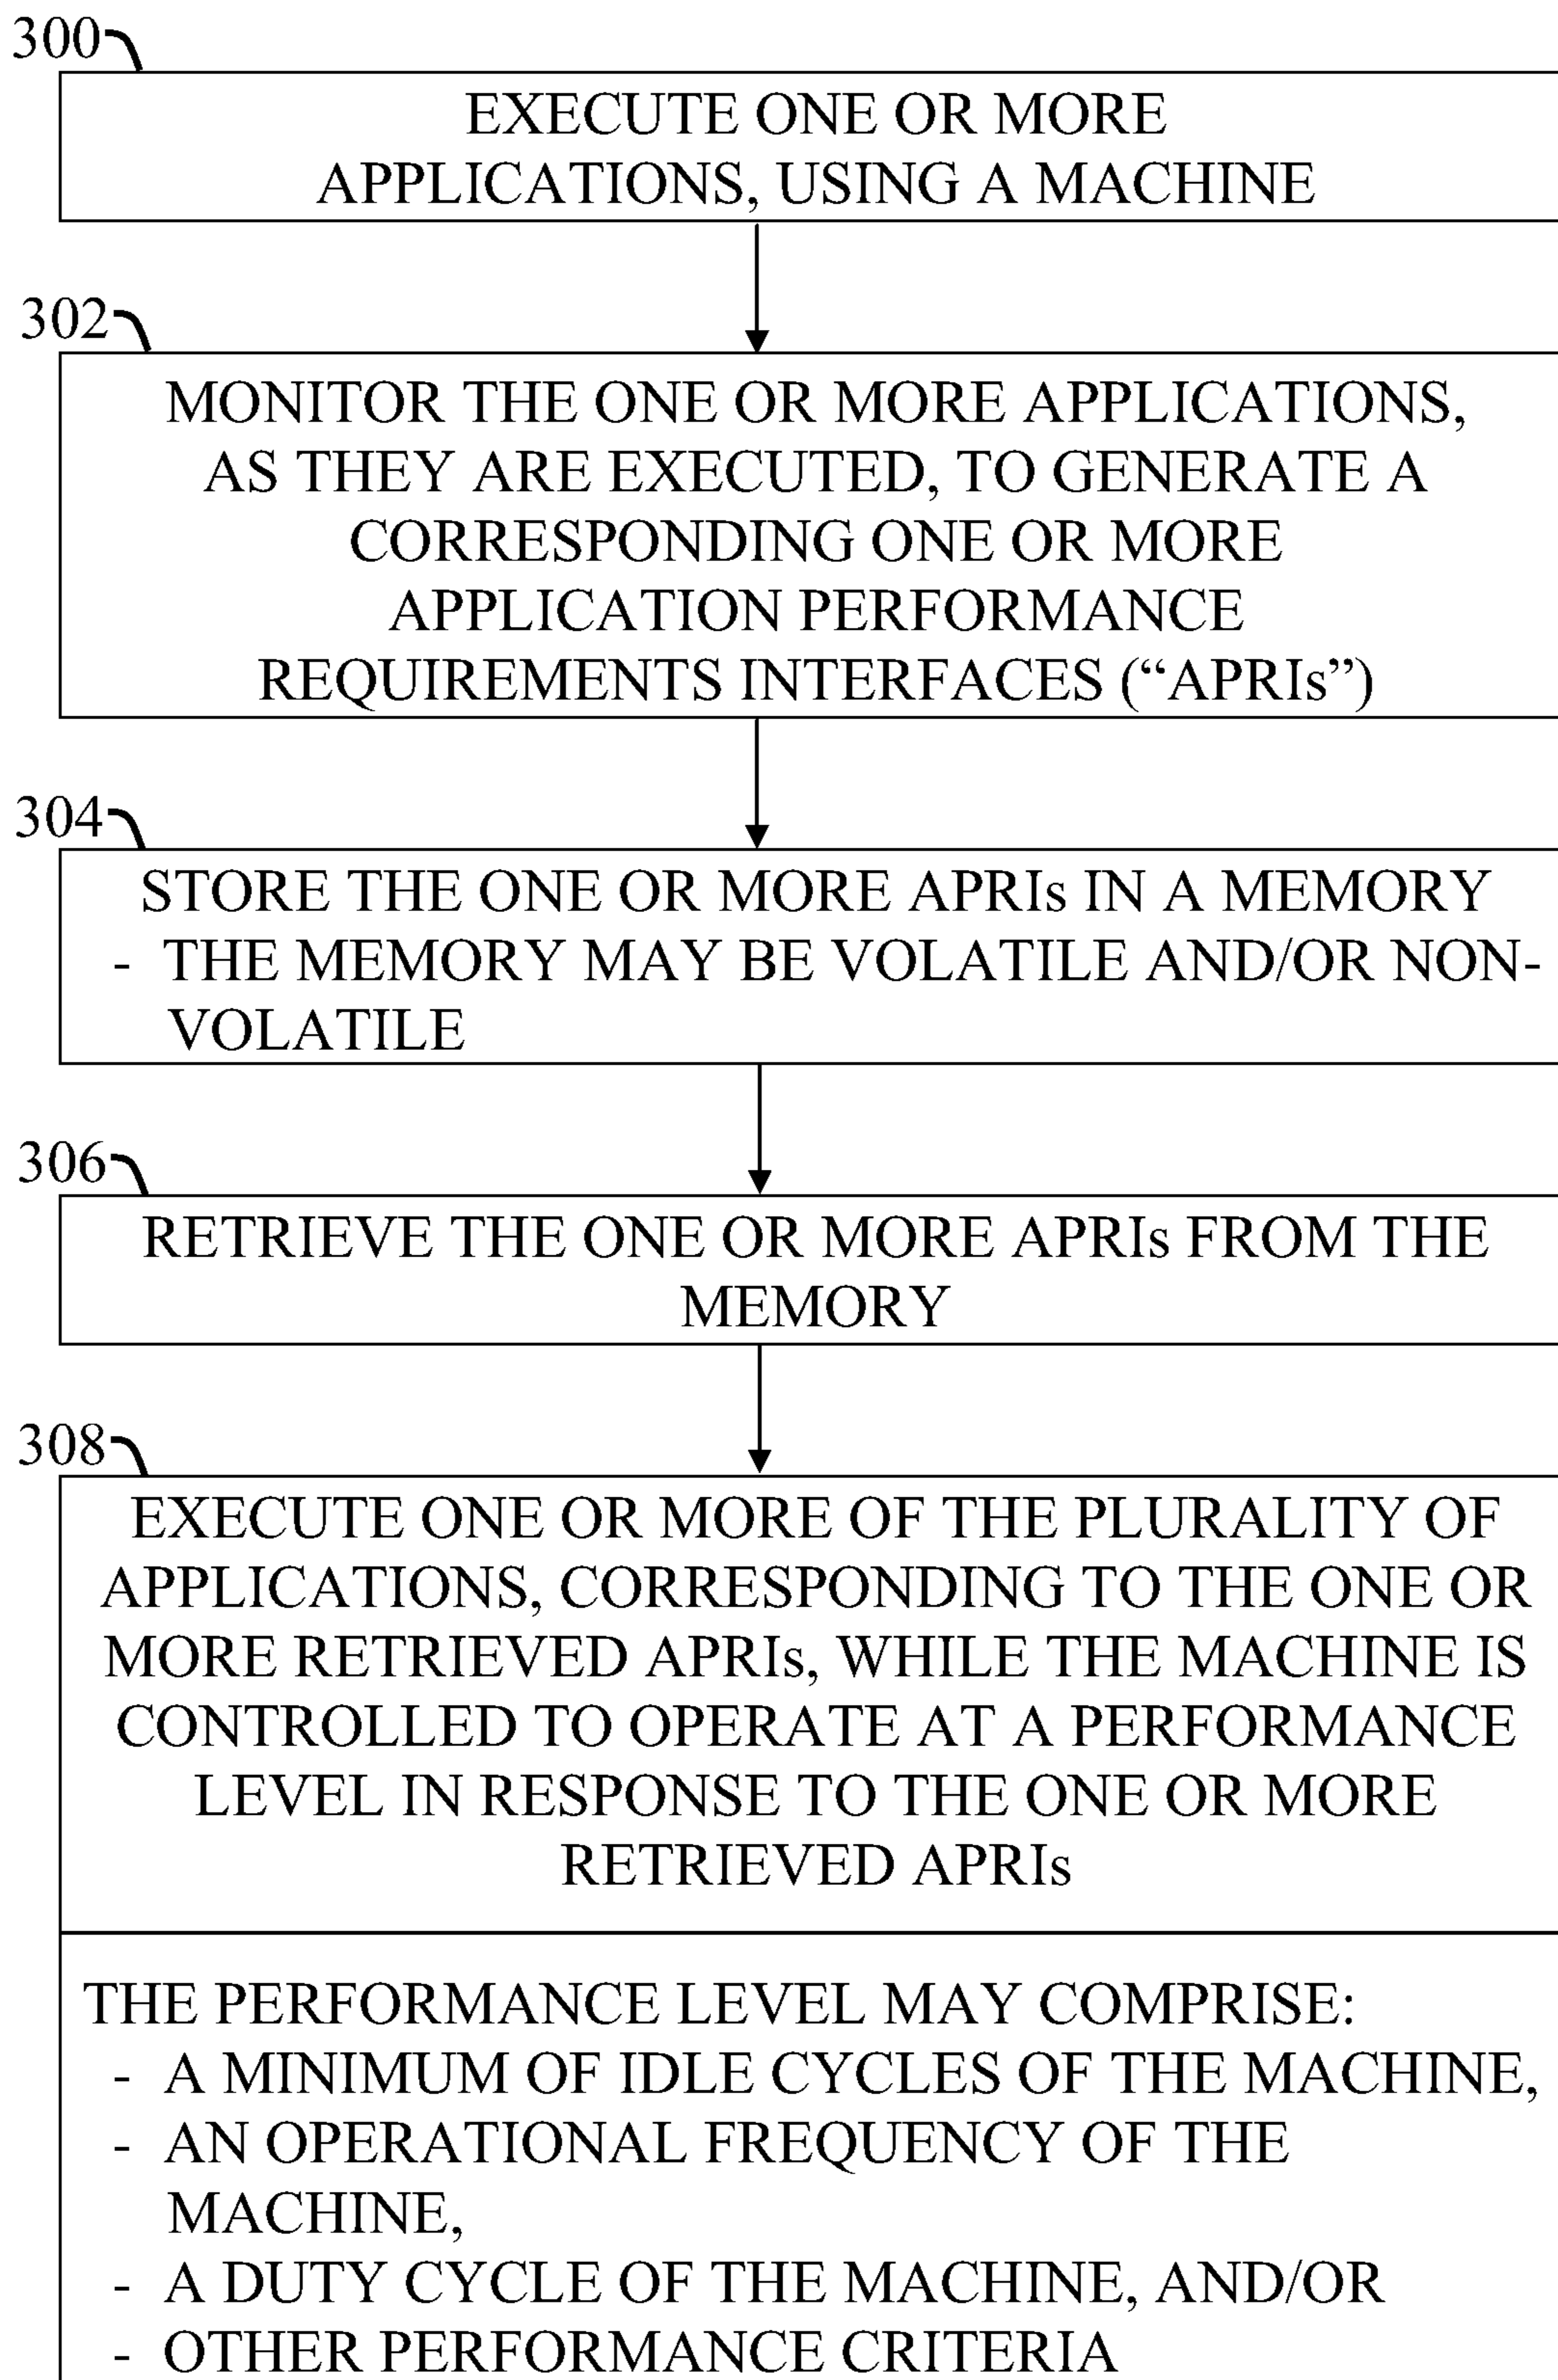 300
EXECUTE ONE OR MORE
APPLICATIONS, USING A MACHINE
302
MONITOR THE ONE OR MORE APPLICATIONS,
AS THEY ARE EXECUTED, TO GENERATE A
CORRESPONDING ONE OR MORE
APPLICATION PERFORMANCE
REQUIREMENTS INTERFACES (“APRIs”)
304
STORE THE ONE OR MORE APRIs IN A MEMORY
- THE MEMORY MAY BE VOLATILE AND/OR NON-
VOLATILE
306
RETRIEVE THE ONE OR MORE APRIs FROM THE
MEMORY
308
EXECUTE ONE OR MORE OF THE PLURALITY OF
APPLICATIONS, CORRESPONDING TO THE ONE OR
MORE RETRIEVED APRIs, WHILE THE MACHINE IS
CONTROLLED TO OPERATE AT A PERFORMANCE
LEVEL IN RESPONSE TO THE ONE OR MORE
RETRIEVED APRIs
THE PERFORMANCE LEVEL MAY COMPRISE:
- A MINIMUM OF IDLE CYCLES OF THE MACHINE,
- AN OPERATIONAL FREQUENCY OF THE
MACHINE,
- A DUTY CYCLE OF THE MACHINE, AND/OR
- OTHER PERFORMANCE CRITERIA